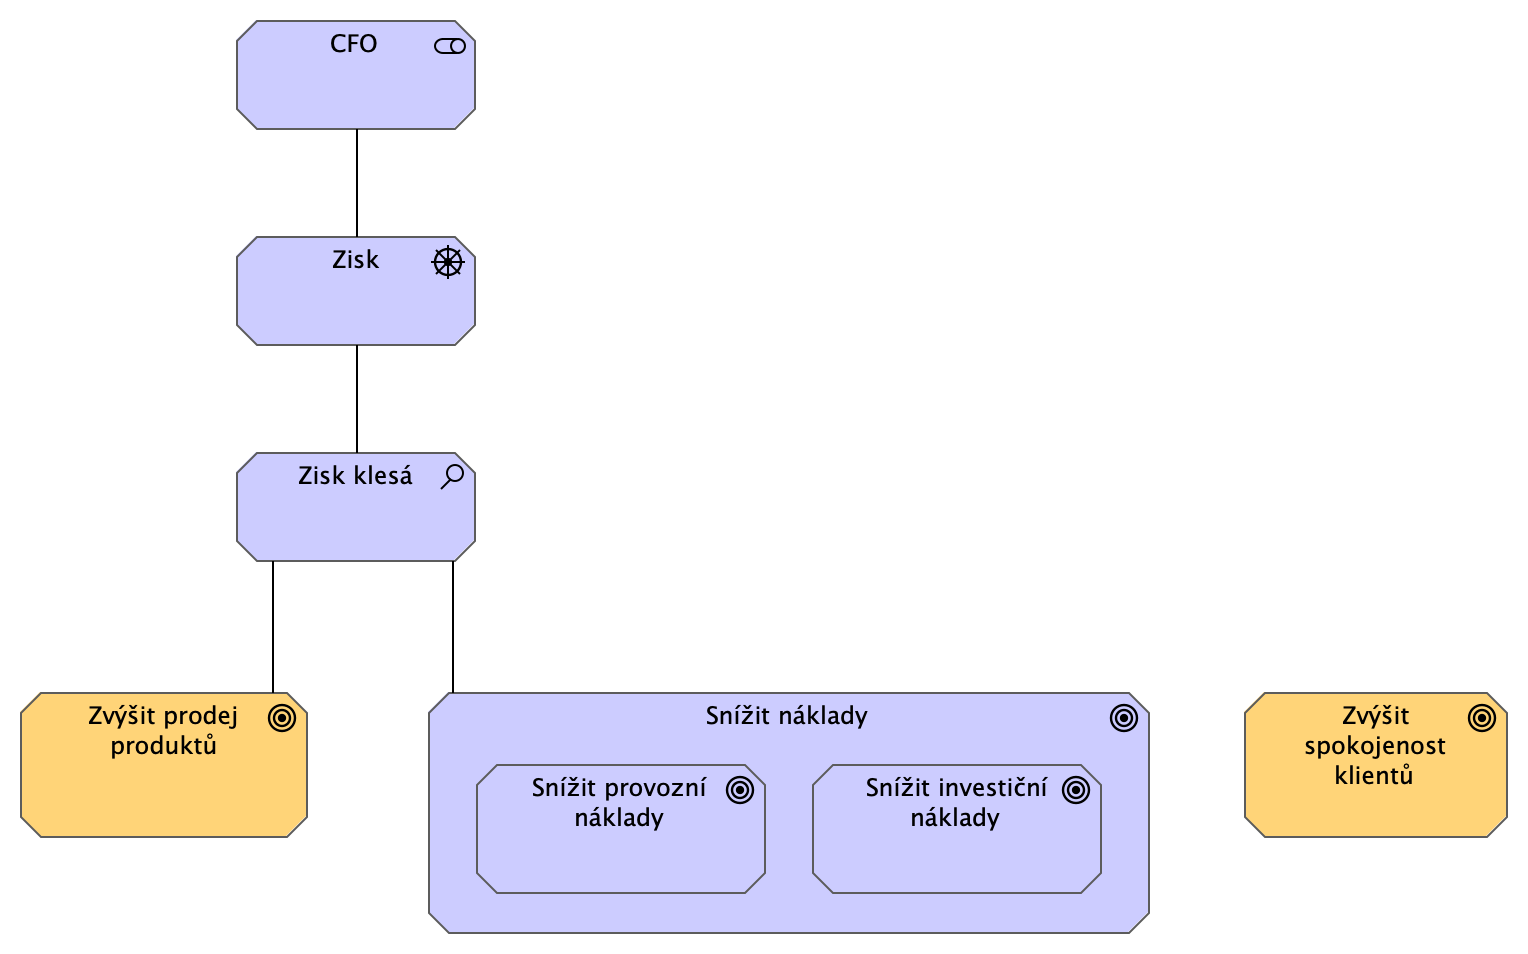 CFO
Zisk
Zisk klesá
Zvýšit prodej
produktů
Snížit náklady
Snížit provozní
náklady
Snížit investiční
náklady
Zvýšit
spokojenost
klientů